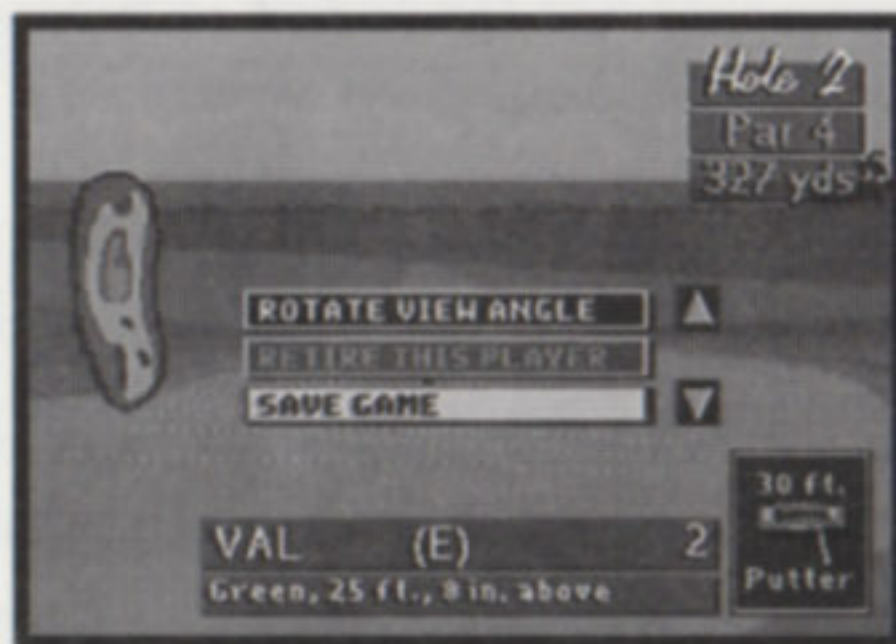 Hole 2
Par 4
327 yds
ROTATE VIEW ANGLE
RETIRE THIS PLAYER
SAVE GAME
30 ft.
Putter
VAL (E) 2
Green, 25 ft., 8 in. above